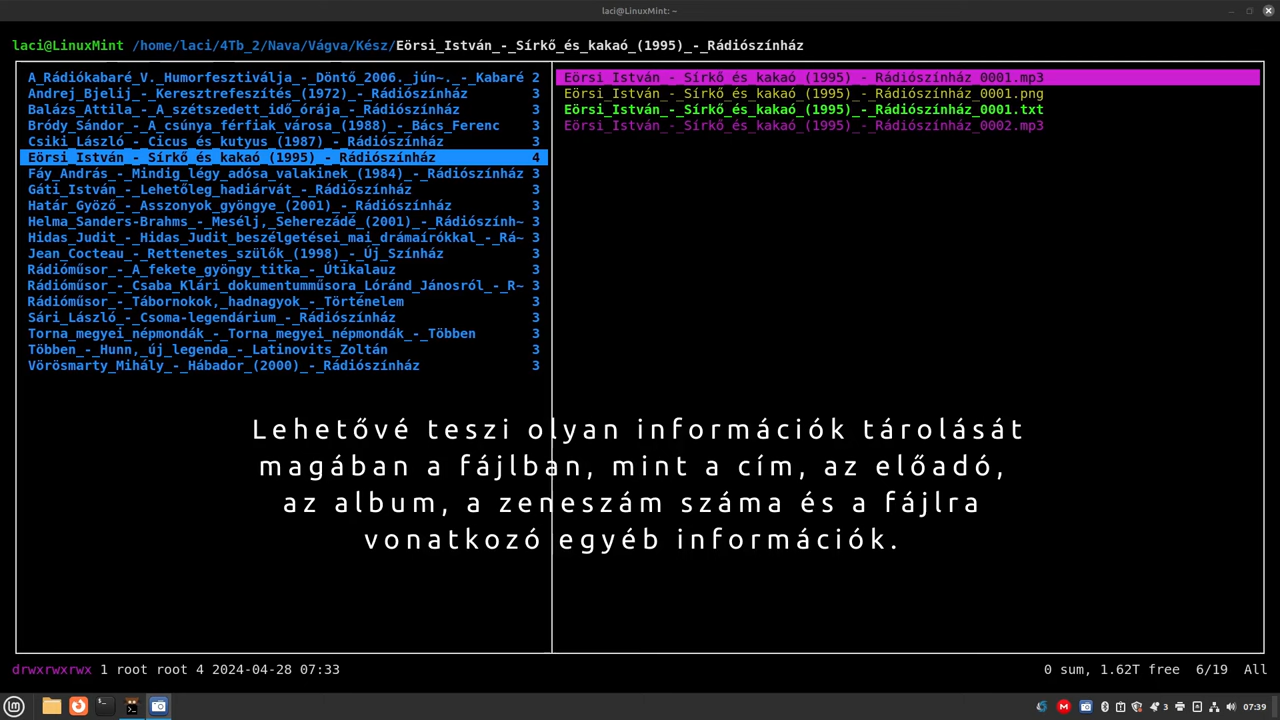 laci@LinuxMint: ~
laci@LinuxMint /home/laci/4Tb_2/Nava/Vágva/Kész/Eörsi_István_-_Sírkő_és_kakaó_(1995)_-_Rádiószínház
A_Rádiókabaré_V._Humorfesztiválja_-_Döntő_2006._jún~._-_Kabaré 2
Andrej_Bjelij_-_Keresztrefeszítés_(1972)_-_Rádiószínház 3
Balázs_Attila_-_A_szétszedett_idő_órája_-_Rádiószínház 3
Bródy_Sándor_-_A_csúnya_férfiak_városa_(1988)_-_Bács_Ferenc 3
Csiki_László_-_Cicus_és_kutyus_(1987)_-_Rádiószínház 3
Eörsi_István_-_Sírkő_és_kakaó_(1995)_-_Rádiószínház 4
Fáy_András_-_Mindig_légy_adósa_valakinek_(1984)_-_Rádiószínház 3
Gáti_István_-_Lehetőleg_hadiárvát_-_Rádiószínház 3
Határ_Győző_-_Asszonyok_gyöngye_(2001)_-_Rádiószínház 3
Helma_Sanders-Brahms_-_Mesélj,_Seherezádé_(2001)_-_Rádiószính~ 3
Hidas_Judit_-_Hidas_Judit_beszélgetései_mai_drámaírókkal_-_Rá~ 3
Jean_Cocteau_-_Rettenetes_szülők_(1998)_-_Új_Színház 3
Rádióműsor_-_A_fekete_gyöngy_titka_-_Útikalauz 3
Rádióműsor_-_Csaba_Klári_dokumentumműsora_Lóránd_Jánosról_-_R~ 3
Rádióműsor_-_Tábornokok,_hadnagyok_-_Történelem 3
Sári_László_-_Csoma-legendárium_-_Rádiószínház 3
Torna_megyei_népmondák_-_Torna_megyei_népmondák_-_Többen 3
Többen_-_Hunn,_új_legenda_-_Latinovits_Zoltán 3
Vörösmarty_Mihály_-_Hábador_(2000)_-_Rádiószínház 3
Eörsi_István_-_Sírkő_és_kakaó_(1995)_-_Rádiószínház_0001.mp3
Eörsi_István_-_Sírkő_és_kakaó_(1995)_-_Rádiószínház_0001.png
Eörsi_István_-_Sírkő_és_kakaó_(1995)_-_Rádiószínház_0001.txt
Eörsi_István_-_Sírkő_és_kakaó_(1995)_-_Rádiószínház_0002.mp3
Lehetővé teszi olyan információk tárolását
magában a fájlban, mint a cím, az előadó,
az album, a zeneszám száma és a fájlra
vonatkozó egyéb információk.
drwxrwxrwx 1 root root 4 2024-04-28 07:33
0 sum, 1.62T free 6/19 All
3
07:39